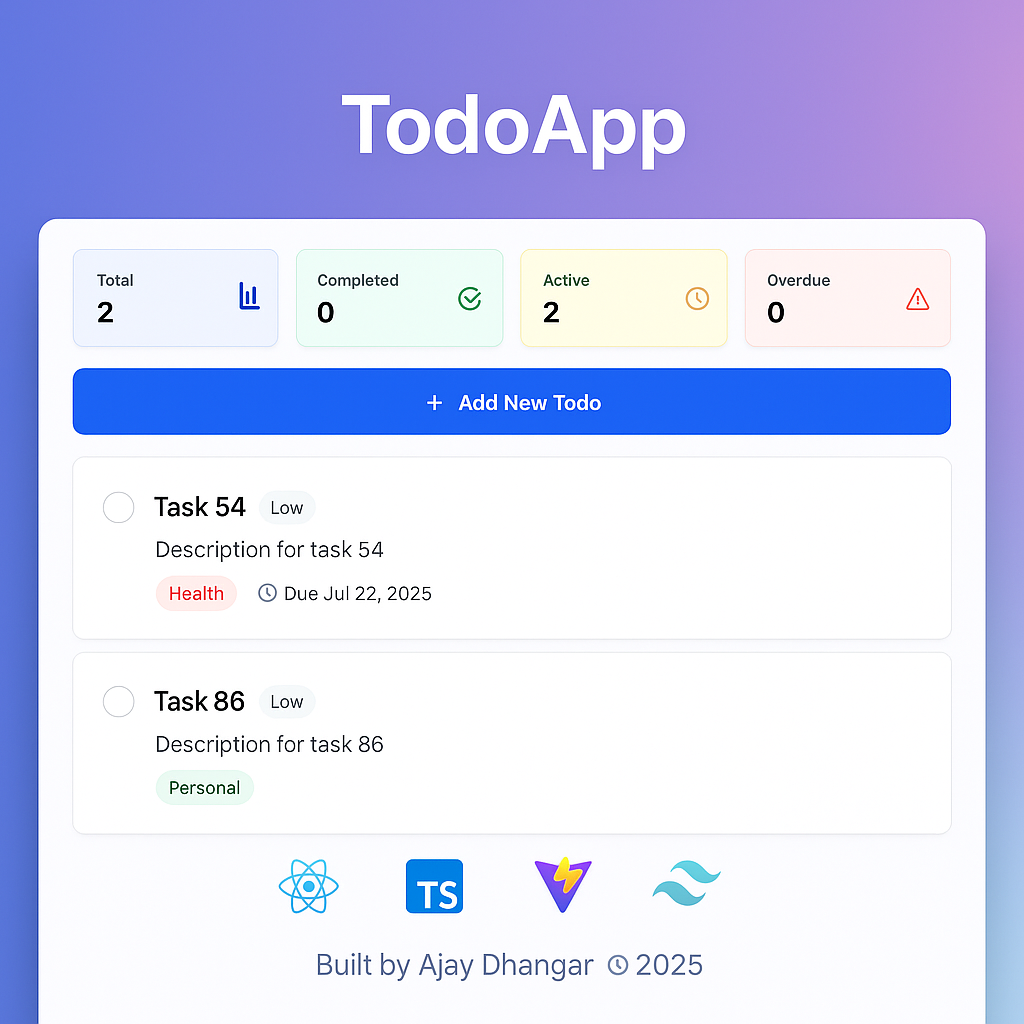 TodoApp
Total
2
Completed
0
Active
2
Overdue
0
+ Add New Todo
Task 54 Low
Description for task 54
Health Due Jul 22, 2025
Task 86 Low
Description for task 86
Personal
TS
Built by Ajay Dhangar 2025